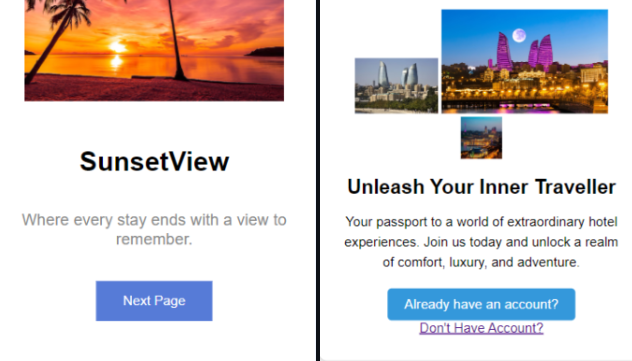 SunsetView
Where every stay ends with a view to
remember.
Next Page
Unleash Your Inner Traveller
Your passport to a world of extraordinary hotel
experiences. Join us today and unlock a realm
of comfort, luxury, and adventure.
Already have an account?
Don't Have Account?